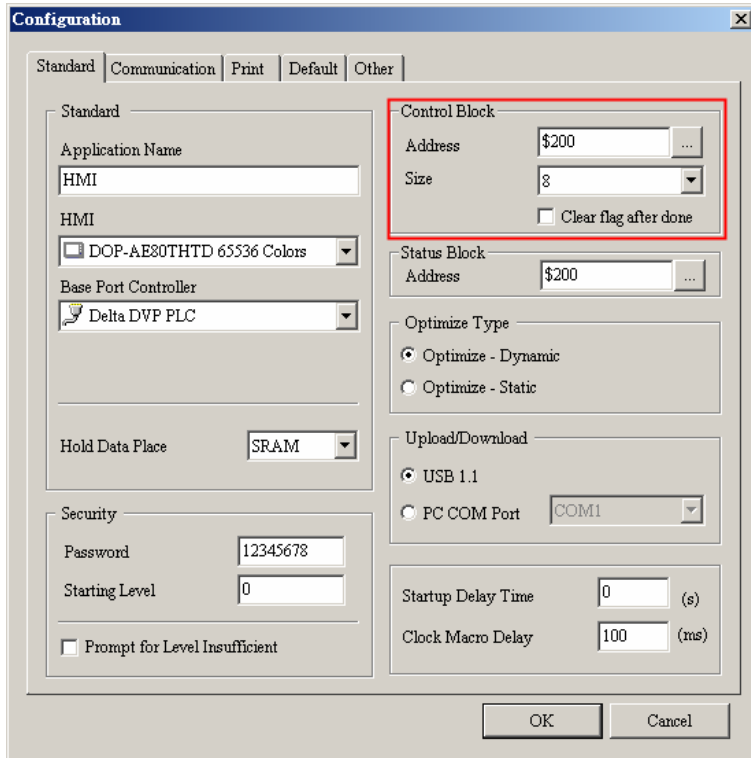 Configuration
Standard Communication Print Default Other
Standard
Application Name
HMI
HMI
DOP-AE80THTD 65536 Colors
Base Port Controller
Delta DVP PLC
Hold Data Place SRAM
Security
Password 12345678
Starting Level 0
Prompt for Level Insufficient
Control Block
Address $200 ...
Size 8
Clear flag after done
Status Block
Address $200 ...
Optimize Type
Optimize - Dynamic
Optimize - Static
Upload/Download
USB 1.1
PC COM Port COM1
Startup Delay Time 0 (s)
Clock Macro Delay 100 (ms)
OK Cancel